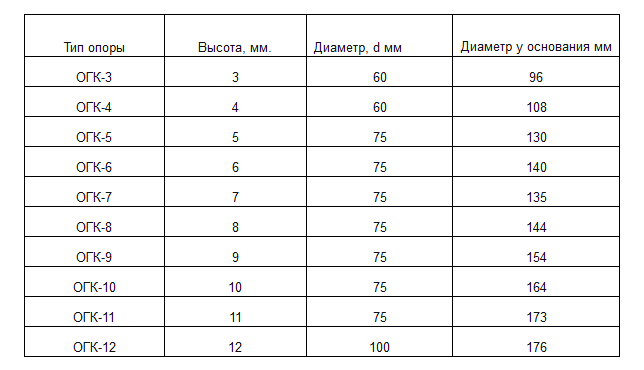 Тип опоры Высота, мм. Диаметр, d мм Диаметр у основания мм
ОГК-3 3 60 96
ОГК-4 4 60 108
ОГК-5 5 75 130
ОГК-6 6 75 140
ОГК-7 7 75 135
ОГК-8 8 75 144
ОГК-9 9 75 154
ОГК-10 10 75 164
ОГК-11 11 75 173
ОГК-12 12 100 176